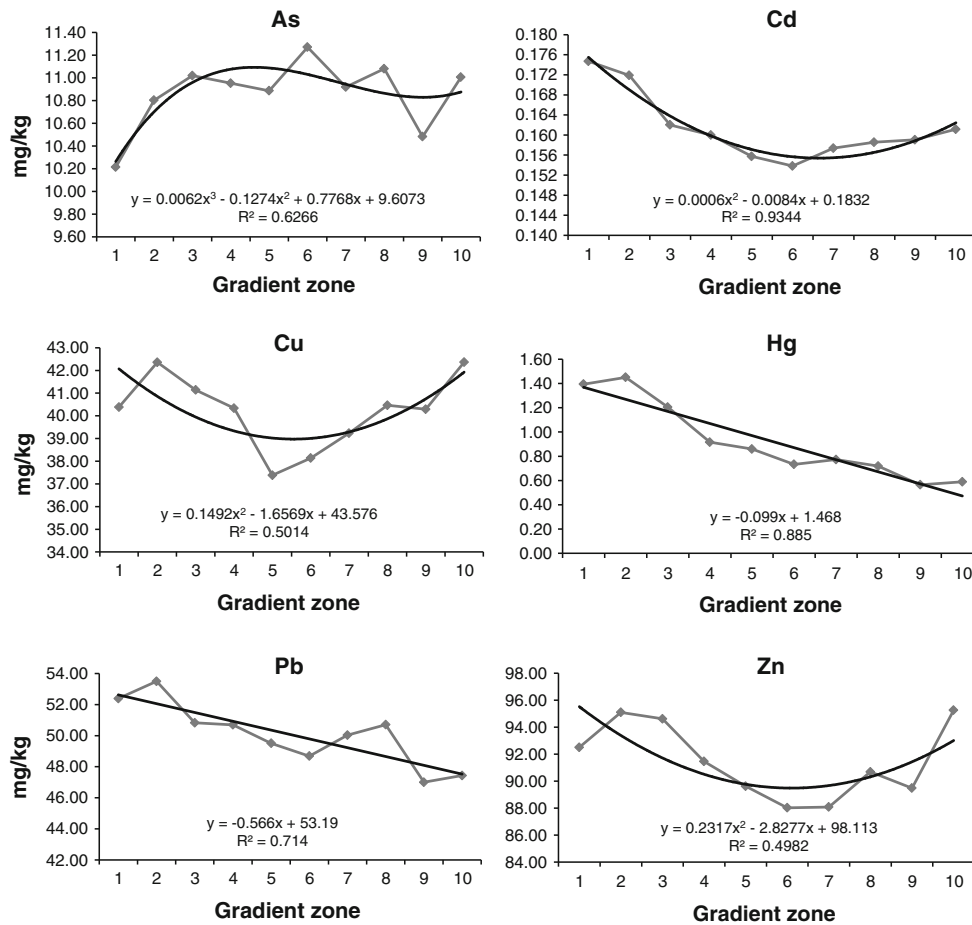 As
mg/kg
11.40
11.20
11.00
10.80
10.60
10.40
10.20
10.00
9.80
9.60
y = 0.0062x³ - 0.1274x² + 0.7768x + 9.6073
R² = 0.6266
1 2 3 4 5 6 7 8 9 10
Gradient zone
Cd
0.180
0.176
0.172
0.168
0.164
0.160
0.156
0.152
0.148
0.144
0.140
y = 0.0006x² - 0.0084x + 0.1832
R² = 0.9344
1 2 3 4 5 6 7 8 9 10
Gradient zone
Cu
mg/kg
43.00
42.00
41.00
40.00
39.00
38.00
37.00
36.00
35.00
34.00
y = 0.1492x² - 1.6569x + 43.576
R² = 0.5014
1 2 3 4 5 6 7 8 9 10
Gradient zone
Hg
1.60
1.40
1.20
1.00
0.80
0.60
0.40
0.20
0.00
y = -0.099x + 1.468
R² = 0.885
1 2 3 4 5 6 7 8 9 10
Gradient zone
Pb
mg/kg
54.00
52.00
50.00
48.00
46.00
44.00
42.00
y = -0.566x + 53.19
R² = 0.714
1 2 3 4 5 6 7 8 9 10
Gradient zone
Zn
98.00
96.00
94.00
92.00
90.00
88.00
86.00
84.00
y = 0.2317x² - 2.8277x + 98.113
R² = 0.4982
1 2 3 4 5 6 7 8 9 10
Gradient zone